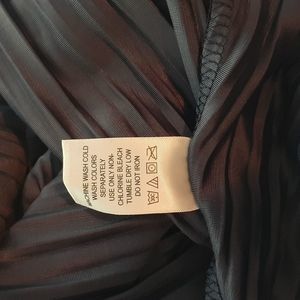 MACHINE WASH COLD
WASH COLORS
SEPARATELY
USE ONLY NON-
CHLORINE BLEACH
TUMBLE DRY LOW
DO NOT IRON